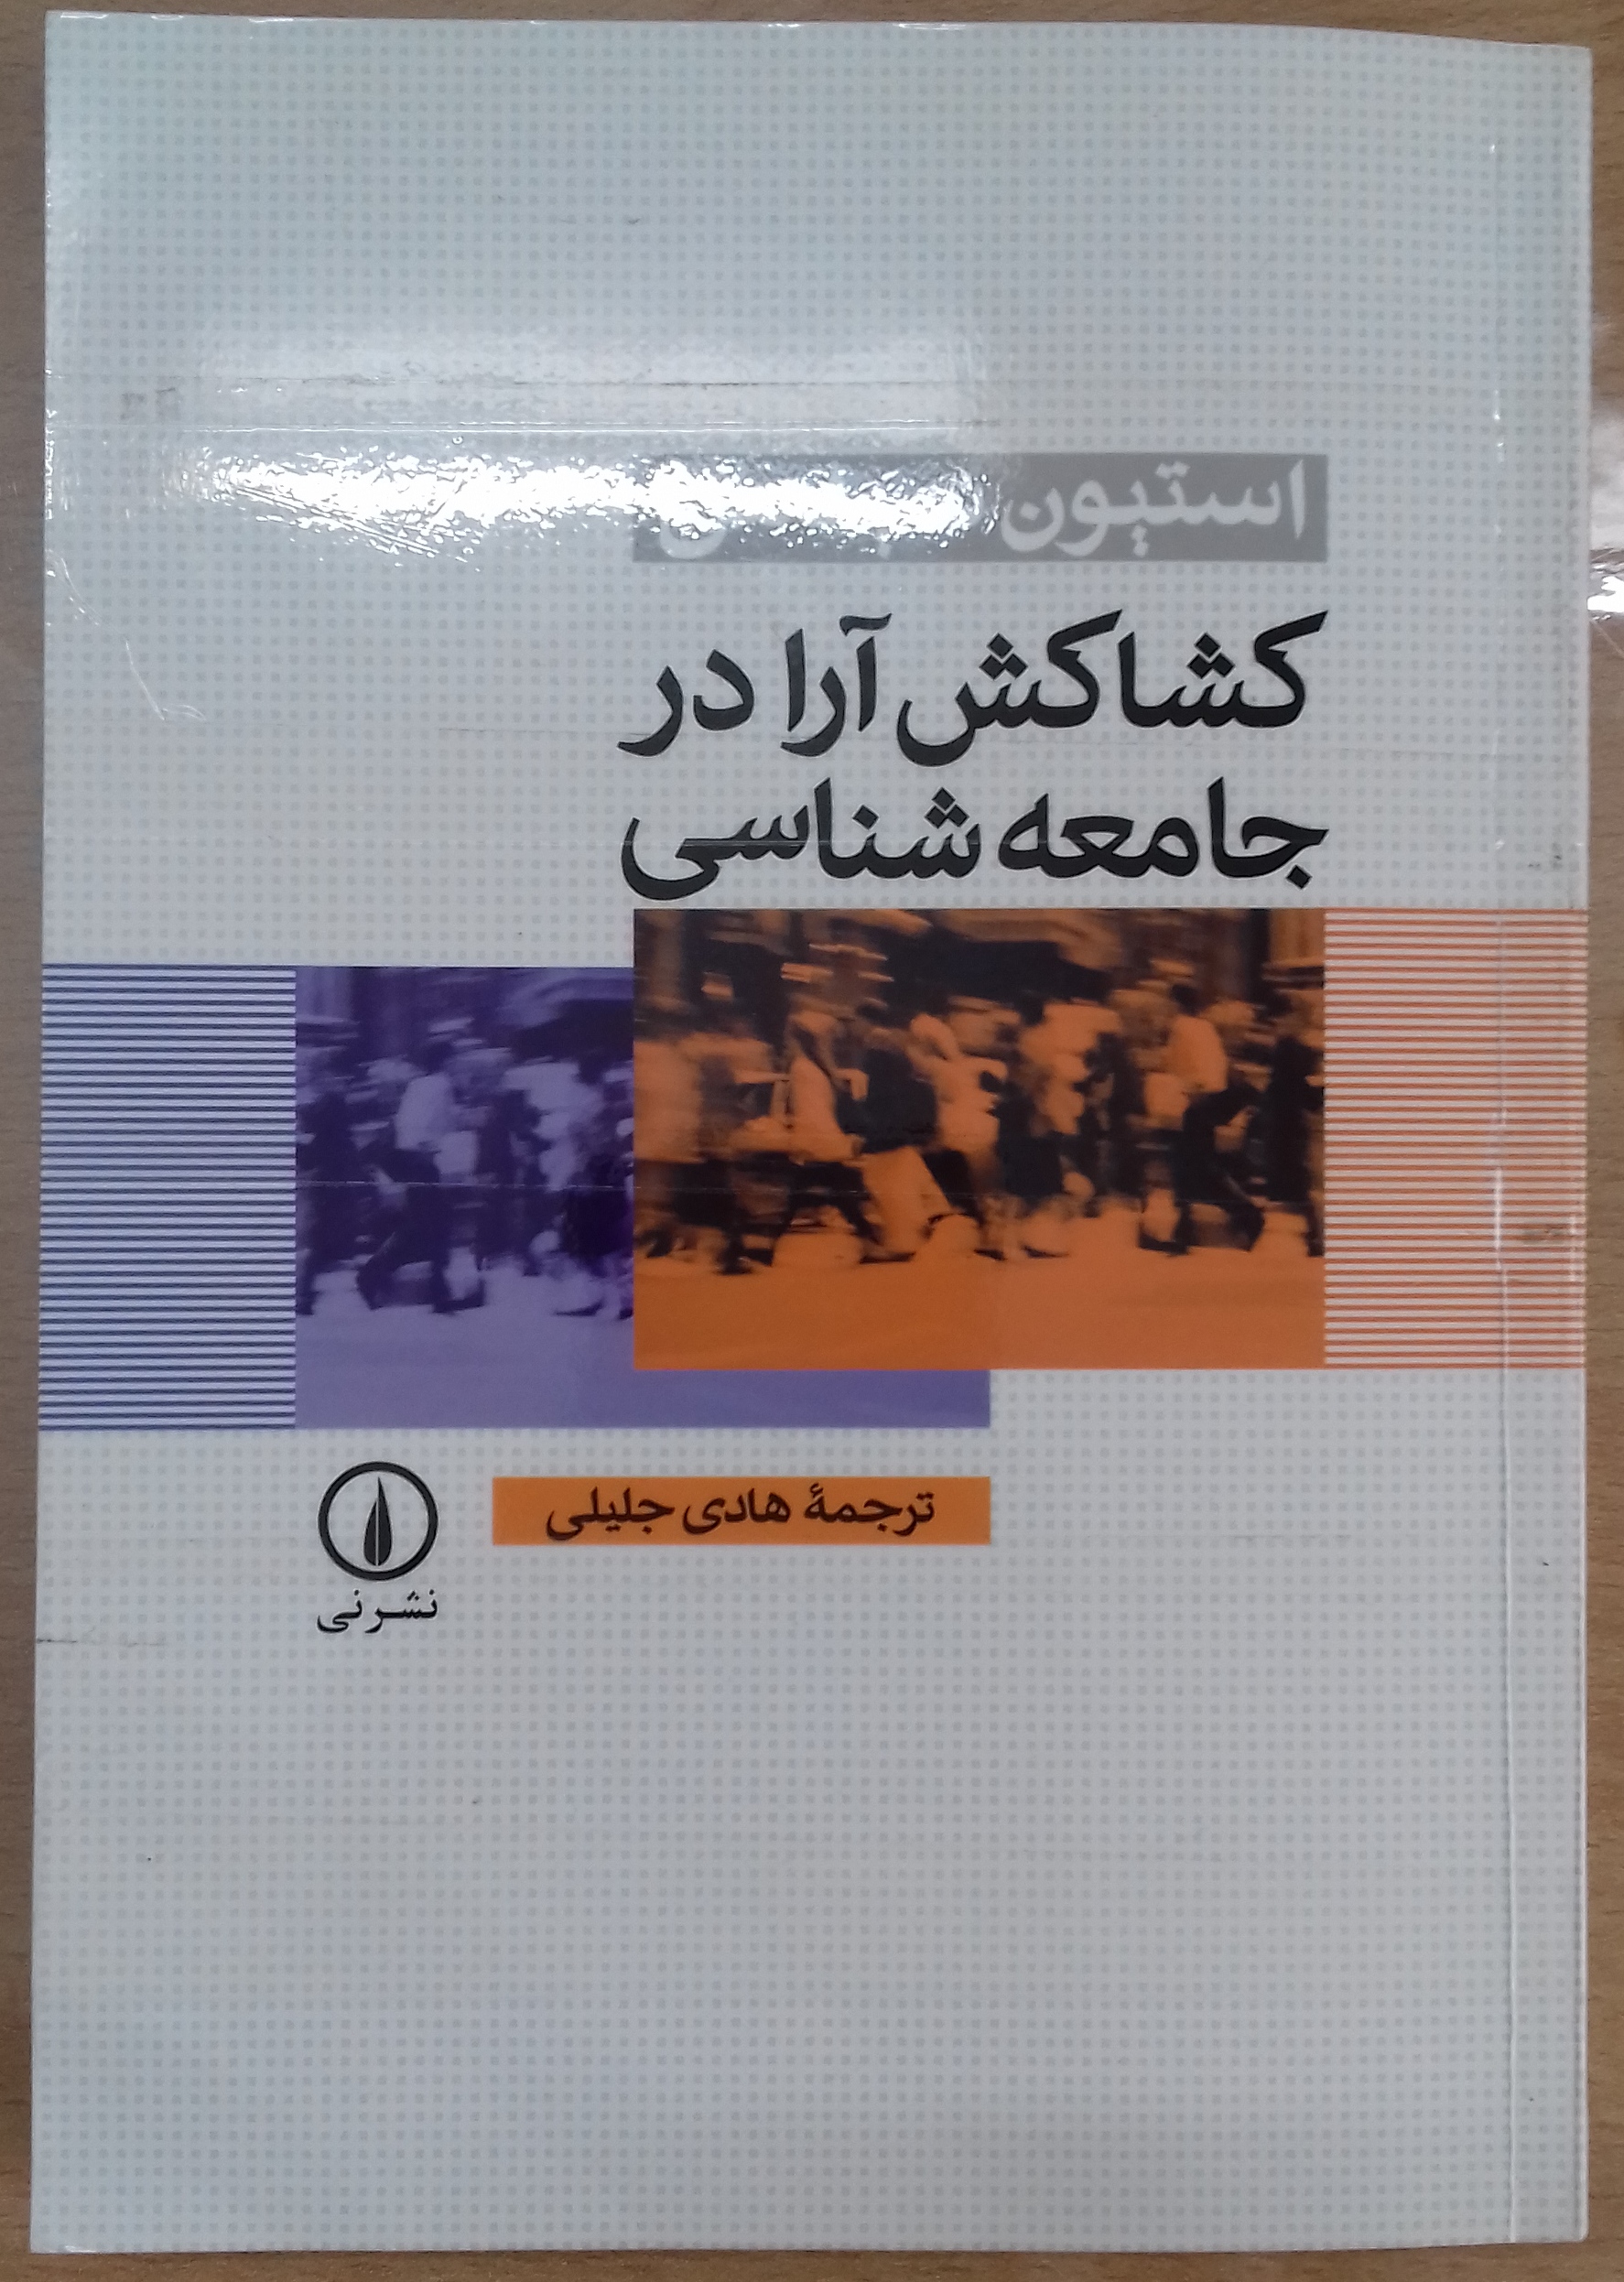 استیون
کشاکش آرا در
جامعه شناسی
ترجمهٔ هادی جلیلی
نشر نی